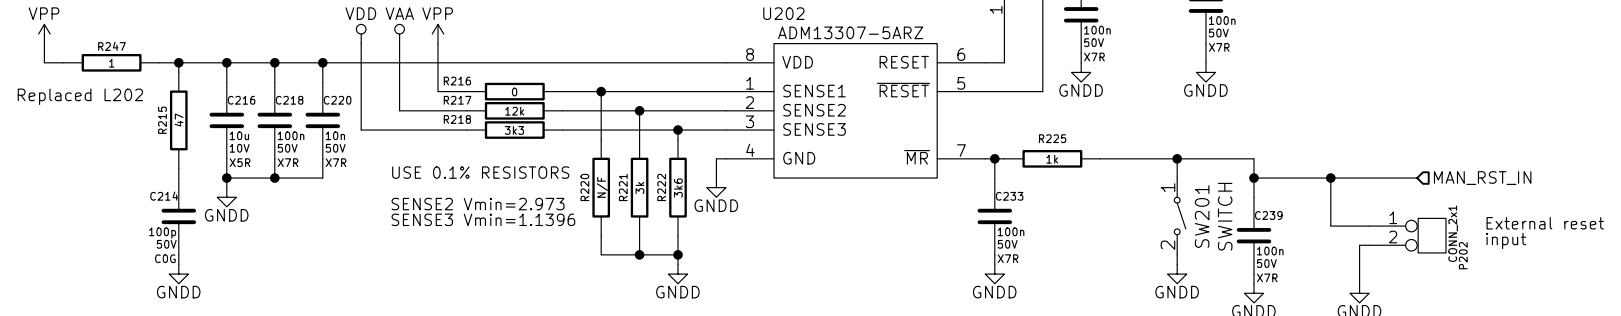 VPP
VDD
VAA
VPP
U202
ADM13307-5ARZ
1
100n
50V
X7R
GNDD
100n
50V
X7R
GNDD
R247
1
Replaced L202
R215
47
C216
10u
10V
X5R
C218
100n
50V
X7R
C220
10n
50V
X7R
GNDD
C214
100p
50V
C0G
GNDD
R216
0
R217
12k
R218
3k3
USE 0.1% RESISTORS
SENSE2 Vmin=2.973
SENSE3 Vmin=1.1396
R220
N/F
R221
3k
R222
3k6
GNDD
8
VDD
1
SENSE1
2
SENSE2
3
SENSE3
4
GND
GNDD
RESET
6
RESET
5
MR
7
R225
1k
C233
100n
50V
X7R
GNDD
1
2
SW201
SWITCH
GNDD
C239
100n
50V
X7R
GNDD
MAN_RST_IN
1
2
CONN_2x1
P202
External reset
input
GNDD